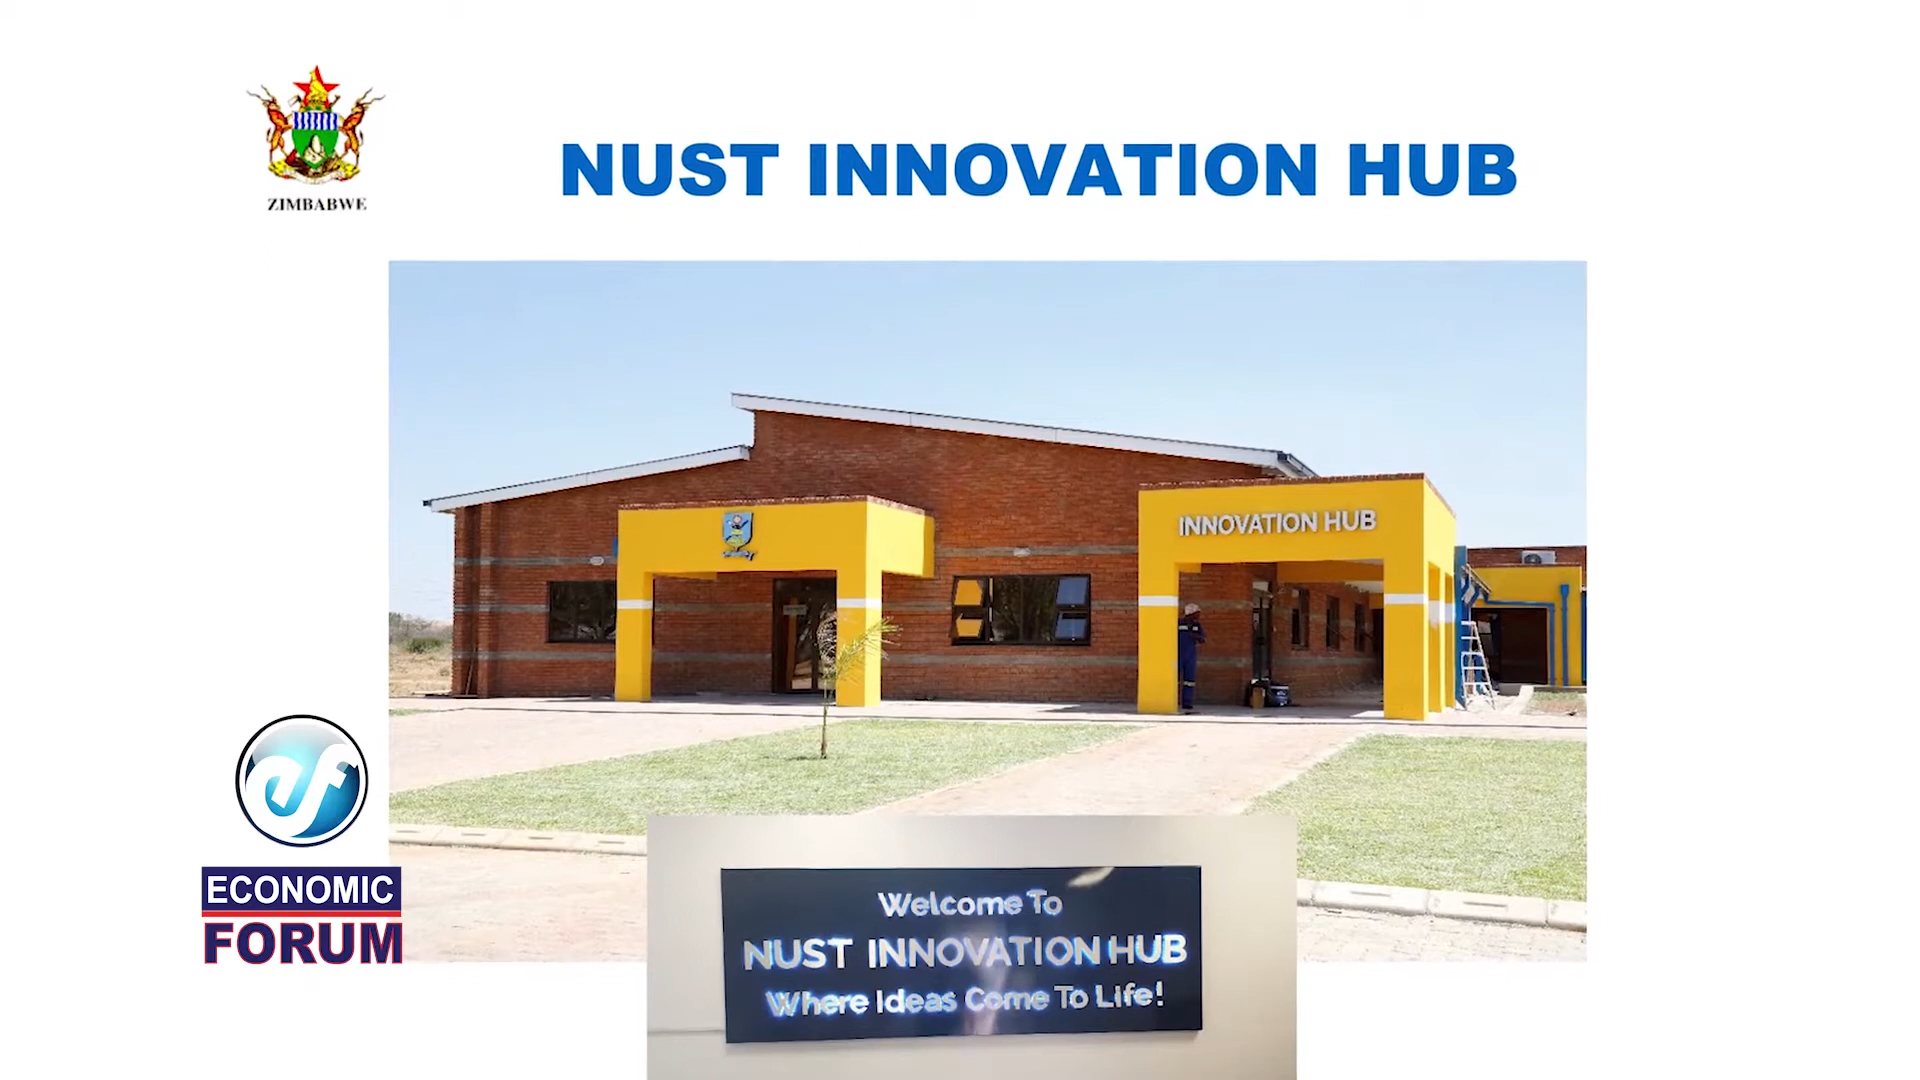 ZIMBABWE
NUST INNOVATION HUB
INNOVATION HUB
ECONOMIC
FORUM
Welcome To
NUST INNOVATION HUB
Where Ideas Come To Life!